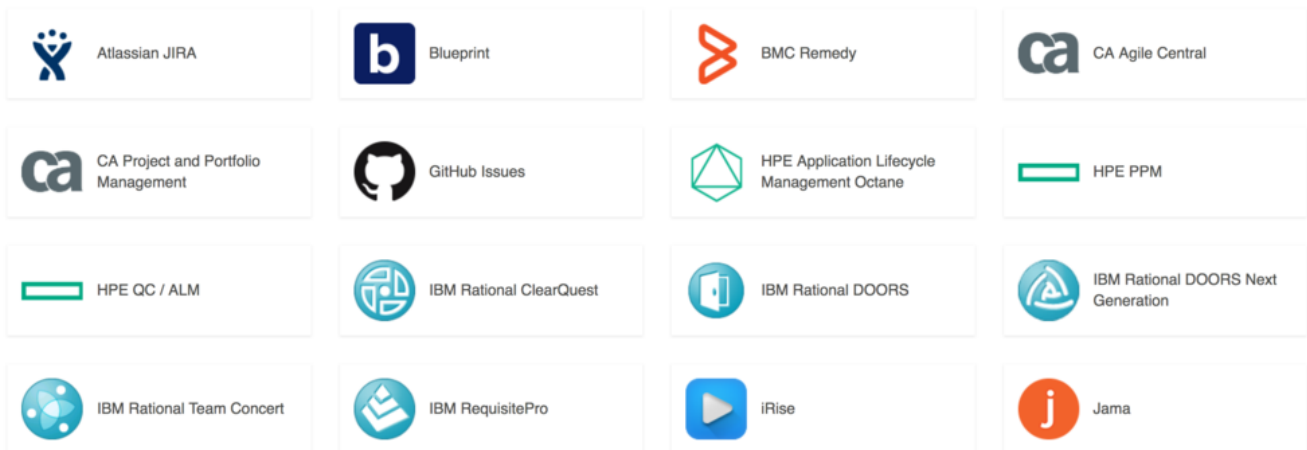 Atlassian JIRA
b
Blueprint
BMC Remedy
ca
CA Agile Central
ca
CA Project and Portfolio
Management
GitHub Issues
HPE Application Lifecycle
Management Octane
HPE PPM
HPE QC / ALM
IBM Rational ClearQuest
IBM Rational DOORS
IBM Rational DOORS Next
Generation
IBM Rational Team Concert
IBM RequisitePro
iRise
j
Jama